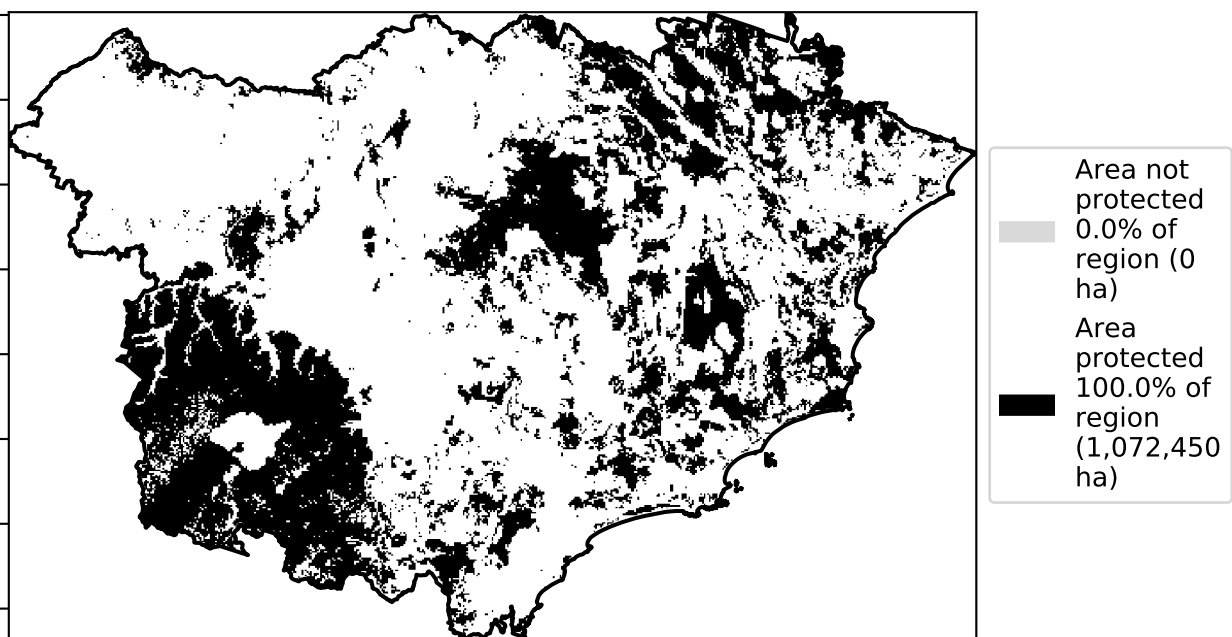 Area not
protected
0.0% of
region (0
ha)
Area
protected
100.0% of
region
(1,072,450
ha)